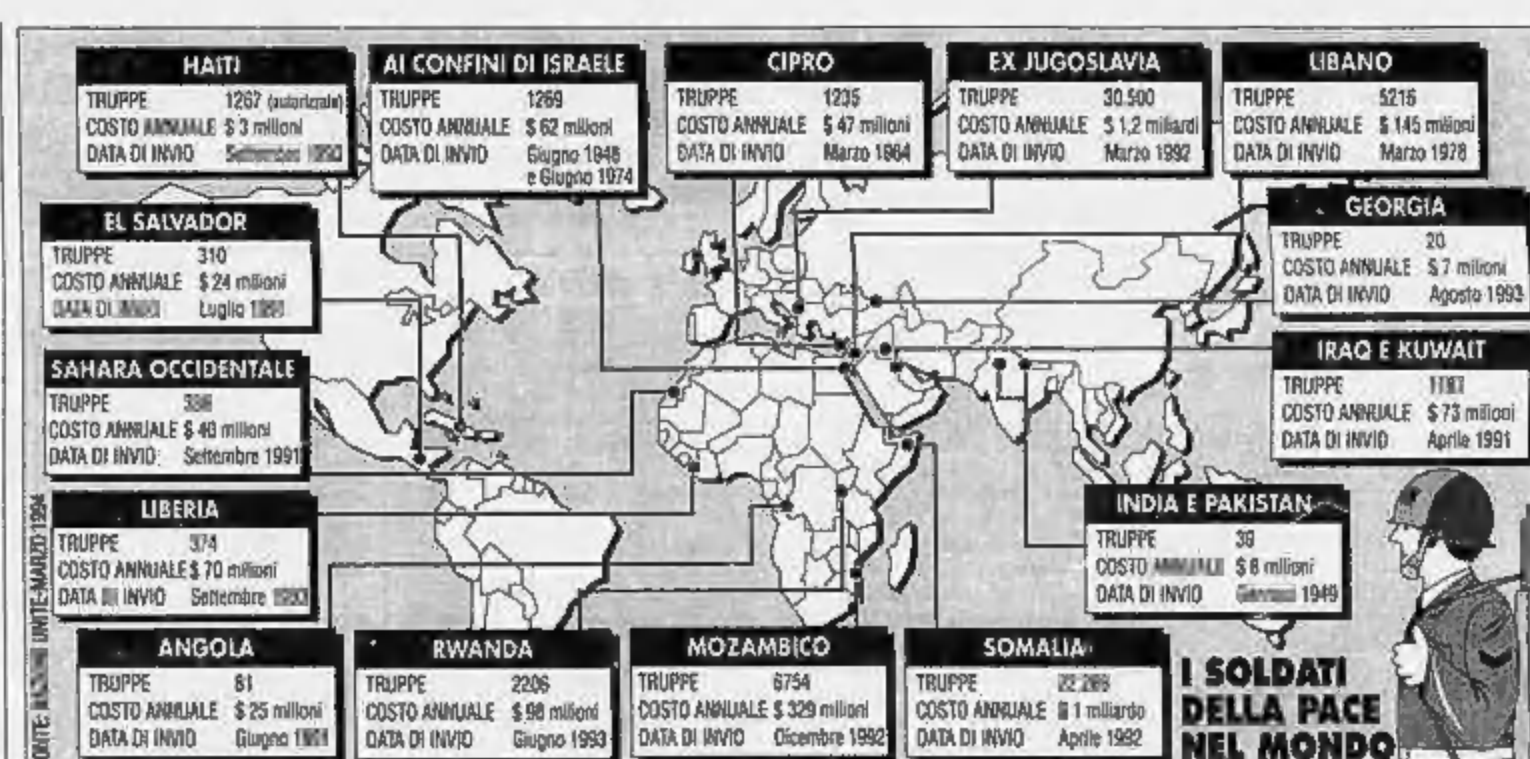 HAITI
TRUPPE 1267 (autorizzate)
COSTO ANNUALE $ 3 milioni
DATA DI INVIO Settembre
AI CONFINI DI ISRAELE
TRUPPE 1269
COSTO ANNUALE $ 62 milioni
DATA DI INVIO Giugno 1948
e Giugno 1974
CIPRO
TRUPPE 1235
COSTO ANNUALE $ 47 milioni
DATA DI INVIO Marzo 1964
EX JUGOSLAVIA
TRUPPE 30.500
COSTO ANNUALE $ 1,2 miliardi
DATA DI INVIO Marzo 1992
LIBANO
TRUPPE 5216
COSTO ANNUALE $ 145 milioni
DATA DI INVIO Marzo 1978
EL SALVADOR
TRUPPE 310
COSTO ANNUALE $ 24 milioni
DATA DI Luglio
GEORGIA
TRUPPE 20
COSTO ANNUALE $ 7 milioni
DATA DI INVIO Agosto 1993
SAHARA OCCIDENTALE
TRUPPE
COSTO ANNUALE $ 40 milioni
DATA DI INVIO Settembre 1991
IRAQ E KUWAIT
TRUPPE
COSTO ANNUALE $ 73 milioni
DATA DI INVIO Aprile 1991
LIBERIA
TRUPPE 374
COSTO ANNUALE $ 70 milioni
DATA INVIO Settembre
INDIA E PAKISTAN
TRUPPE 39
COSTO $ 8 milioni
DATA DI INVIO 1949
ANGOLA
TRUPPE 81
COSTO ANNUALE $ 25 milioni
DATA DI INVIO Giugno
RWANDA
TRUPPE 2206
COSTO ANNUALE $ 98 milioni
DATA DI INVIO Giugno 1993
MOZAMBICO
TRUPPE 6754
COSTO ANNUALE $ 329 milioni
DATA DI INVIO Dicembre 1992
SOMALIA
TRUPPE
COSTO ANNUALE 1 miliardo
DATA DI INVIO Aprile 1992
I SOLDATI
DELLA PACE
NEL MONDO
UNITE-MARZO 1994